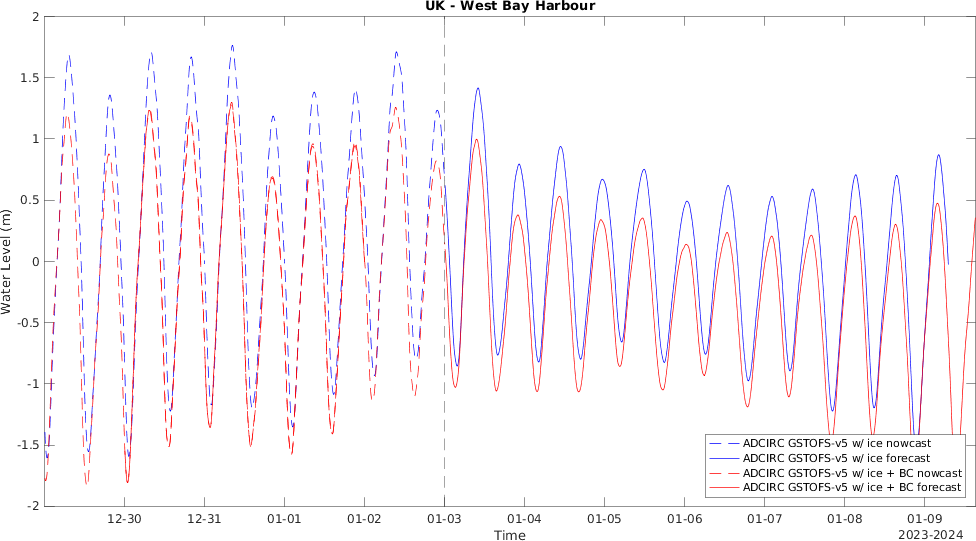 UK - West Bay Harbour
2
1.5
1
0.5
0
-0.5
-1
-1.5
-2
Water Level (m)
ADCIRC GSTOFS-v5 w/ ice nowcast
ADCIRC GSTOFS-v5 w/ ice forecast
ADCIRC GSTOFS-v5 w/ ice + BC nowcast
ADCIRC GSTOFS-v5 w/ ice + BC forecast
12-30 12-31 01-01 01-02 01-03 01-04 01-05 01-06 01-07 01-08 01-09
Time
2023-2024